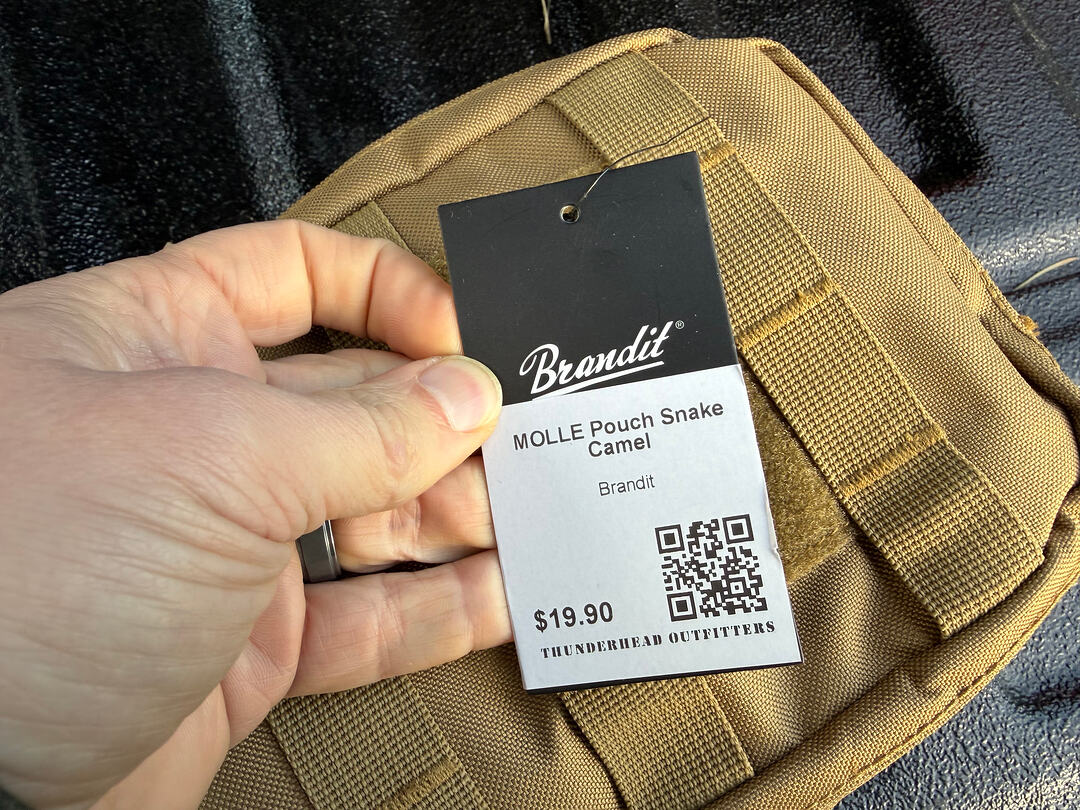 Brandit®
MOLLE Pouch Snake
Camel
Brandit
$19.90
THUNDERHEAD OUTFITTERS